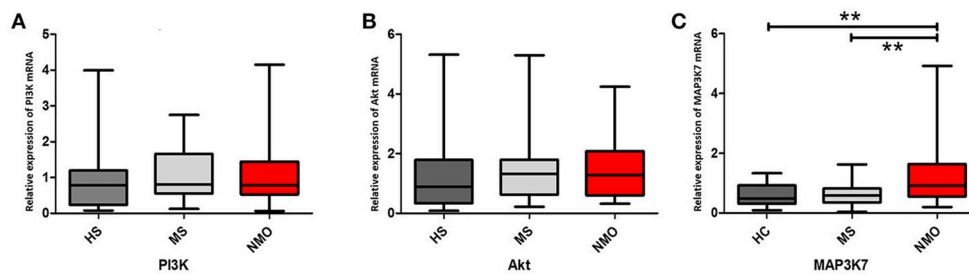 A
Relative expression of PI3K mRNA
5
4
3
2
1
0
HS
MS
NMO
PI3K
B
Relative expression of Akt mRNA
6
4
2
0
HS
MS
NMO
Akt
C
Relative expression of MAP3K7 mRNA
6
4
2
0
**
**
HC
MS
NMO
MAP3K7